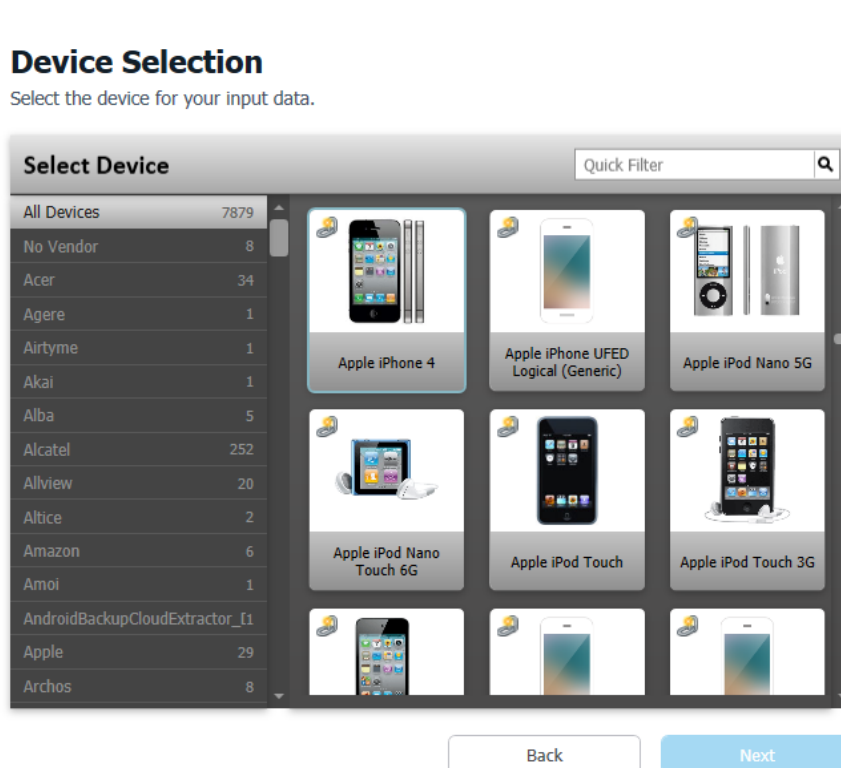 Device Selection
Select the device for your input data.
Select Device
Quick Filter
All Devices 7879
No Vendor 8
Acer 34
Agere 1
Airtyme 1
Akai 1
Alba 5
Alcatel 252
Allview 20
Altice 2
Amazon 6
Amoi 1
AndroidBackupCloudExtractor_[1
Apple 29
Archos 8
Apple iPhone 4
Apple iPhone UFED
Logical (Generic)
Apple iPod Nano 5G
Apple iPod Nano
Touch 6G
Apple iPod Touch
Apple iPod Touch 3G
Back
Next